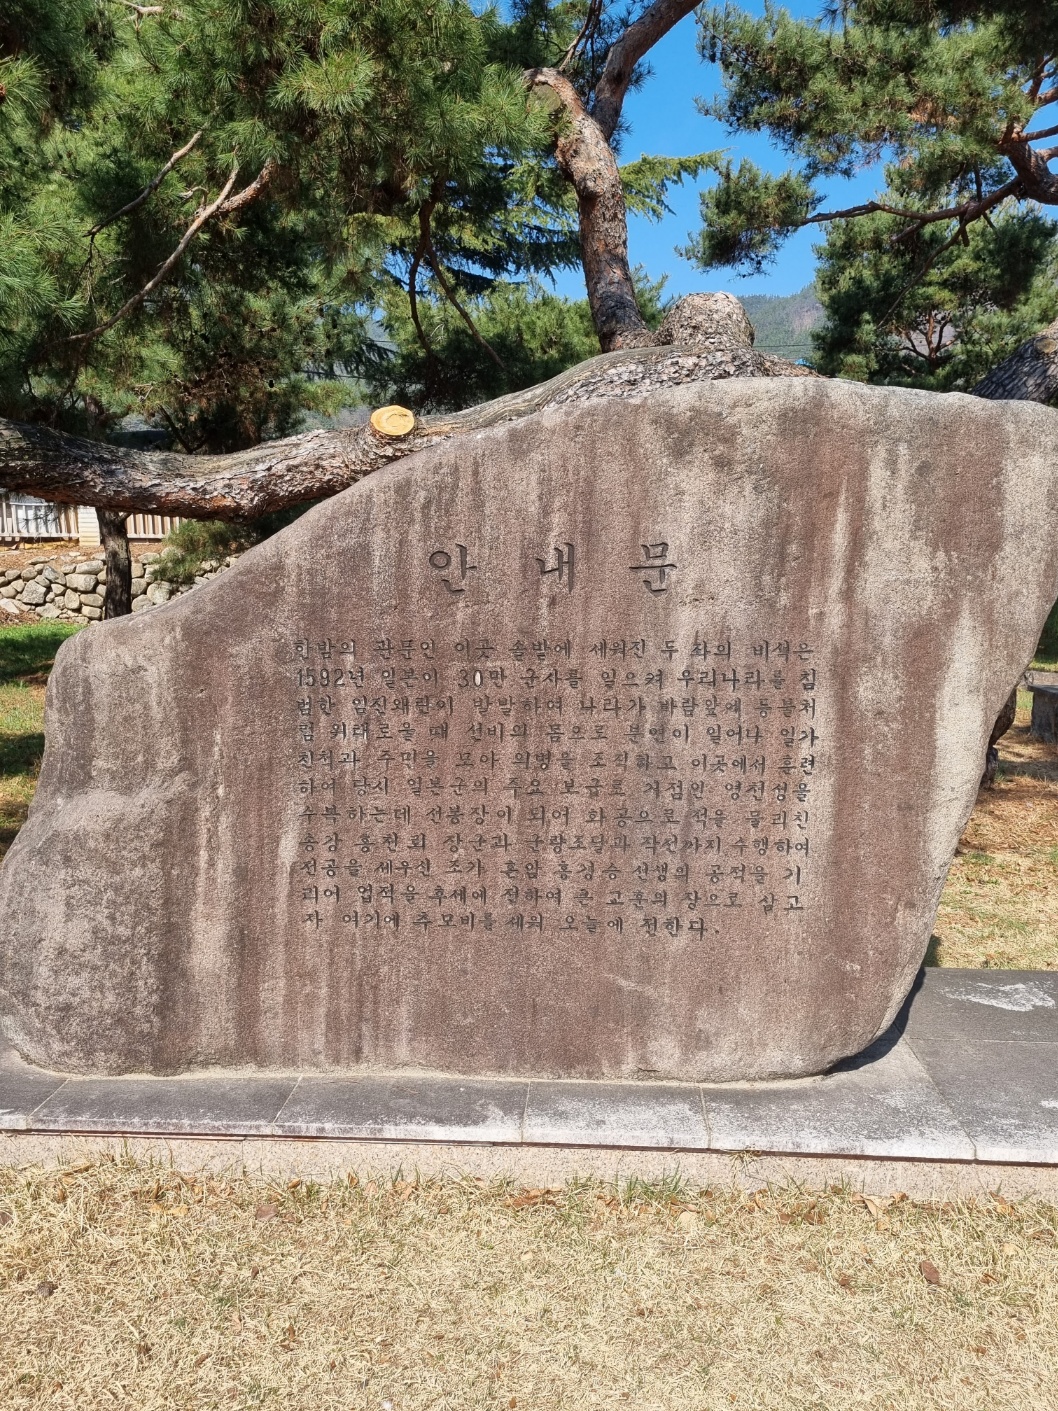 안 내 문
한밤의 관문인 이곳 솔밭에 세워진 두 좌의 비석은
1592년 일본이 30만 군사를 일으켜 우리나라를 침
범한 임진왜란이 발발하여 나라가 바람앞에 등불처
럼 위태로울 때 선비의 몸으로 분연이 일어나 일가
친척과 주민을 모아 의병을 조직하고 이곳에서 훈련
하여 당시 일본군의 주요 보급로 거점인 영천성을
수복하는데 선봉장이 되어 화공으로 적을 물리친
송강 홍천뢰 장군과 군량조달과 작전까지 수행하여
전공을 세우신 조카 혼암 홍경승 선생의 공적을 기
리어 업적을 후세에 전하여 큰 교훈의 장으로 삼고
자 여기에 추모비를 세워 오늘에 전한다.